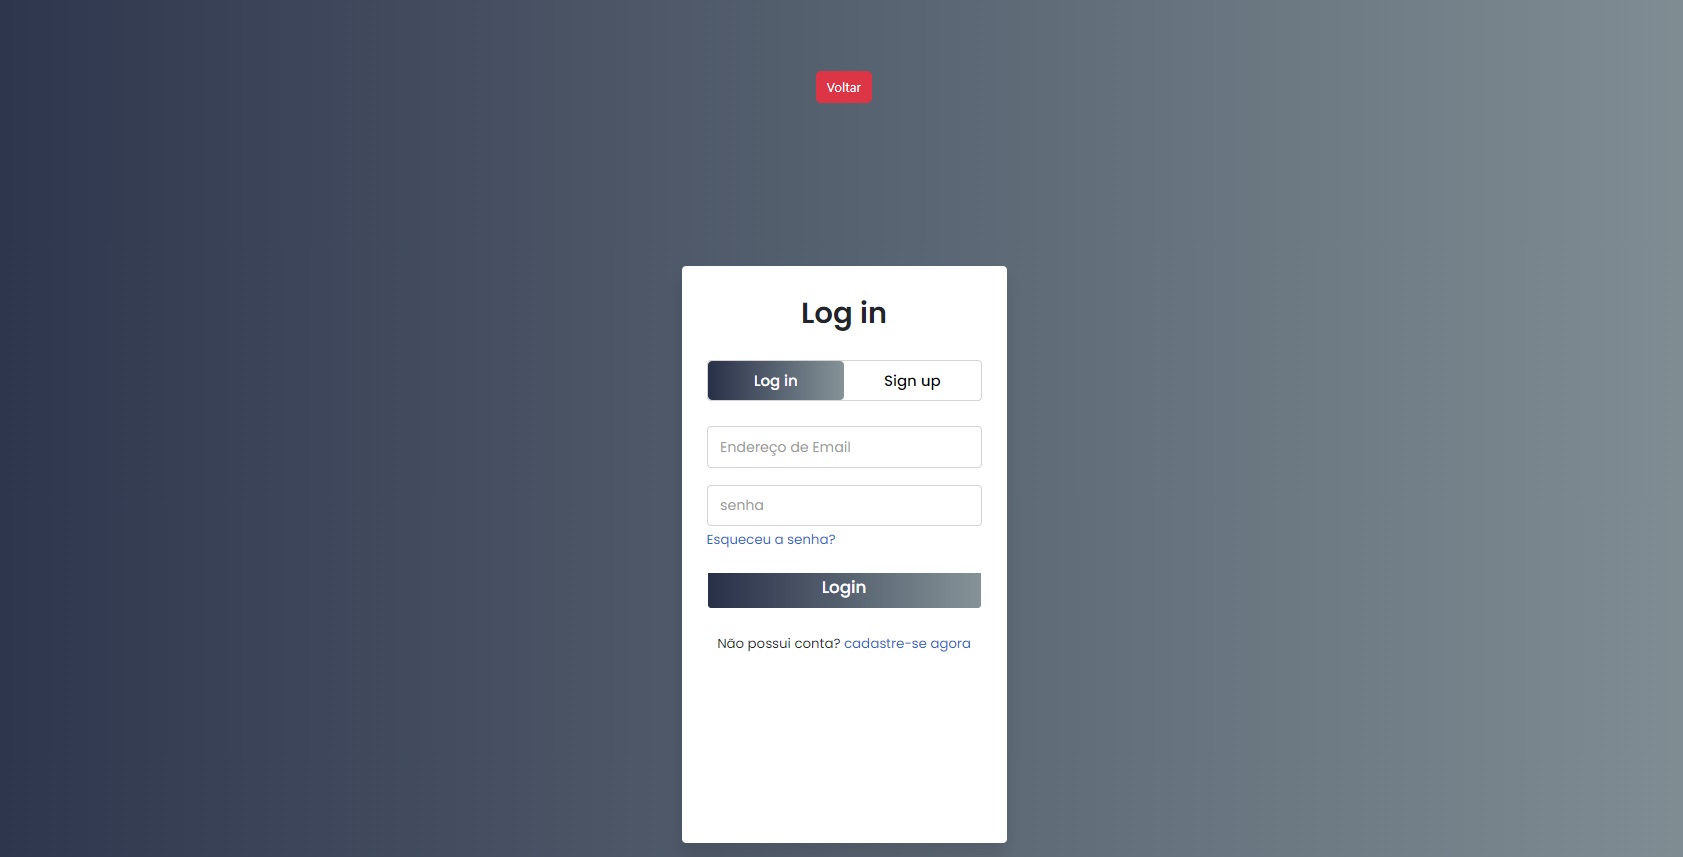 Voltar
Log in
Log in Sign up
Endereço de Email
senha
Esqueceu a senha?
Login
Não possui conta? cadastre-se agora